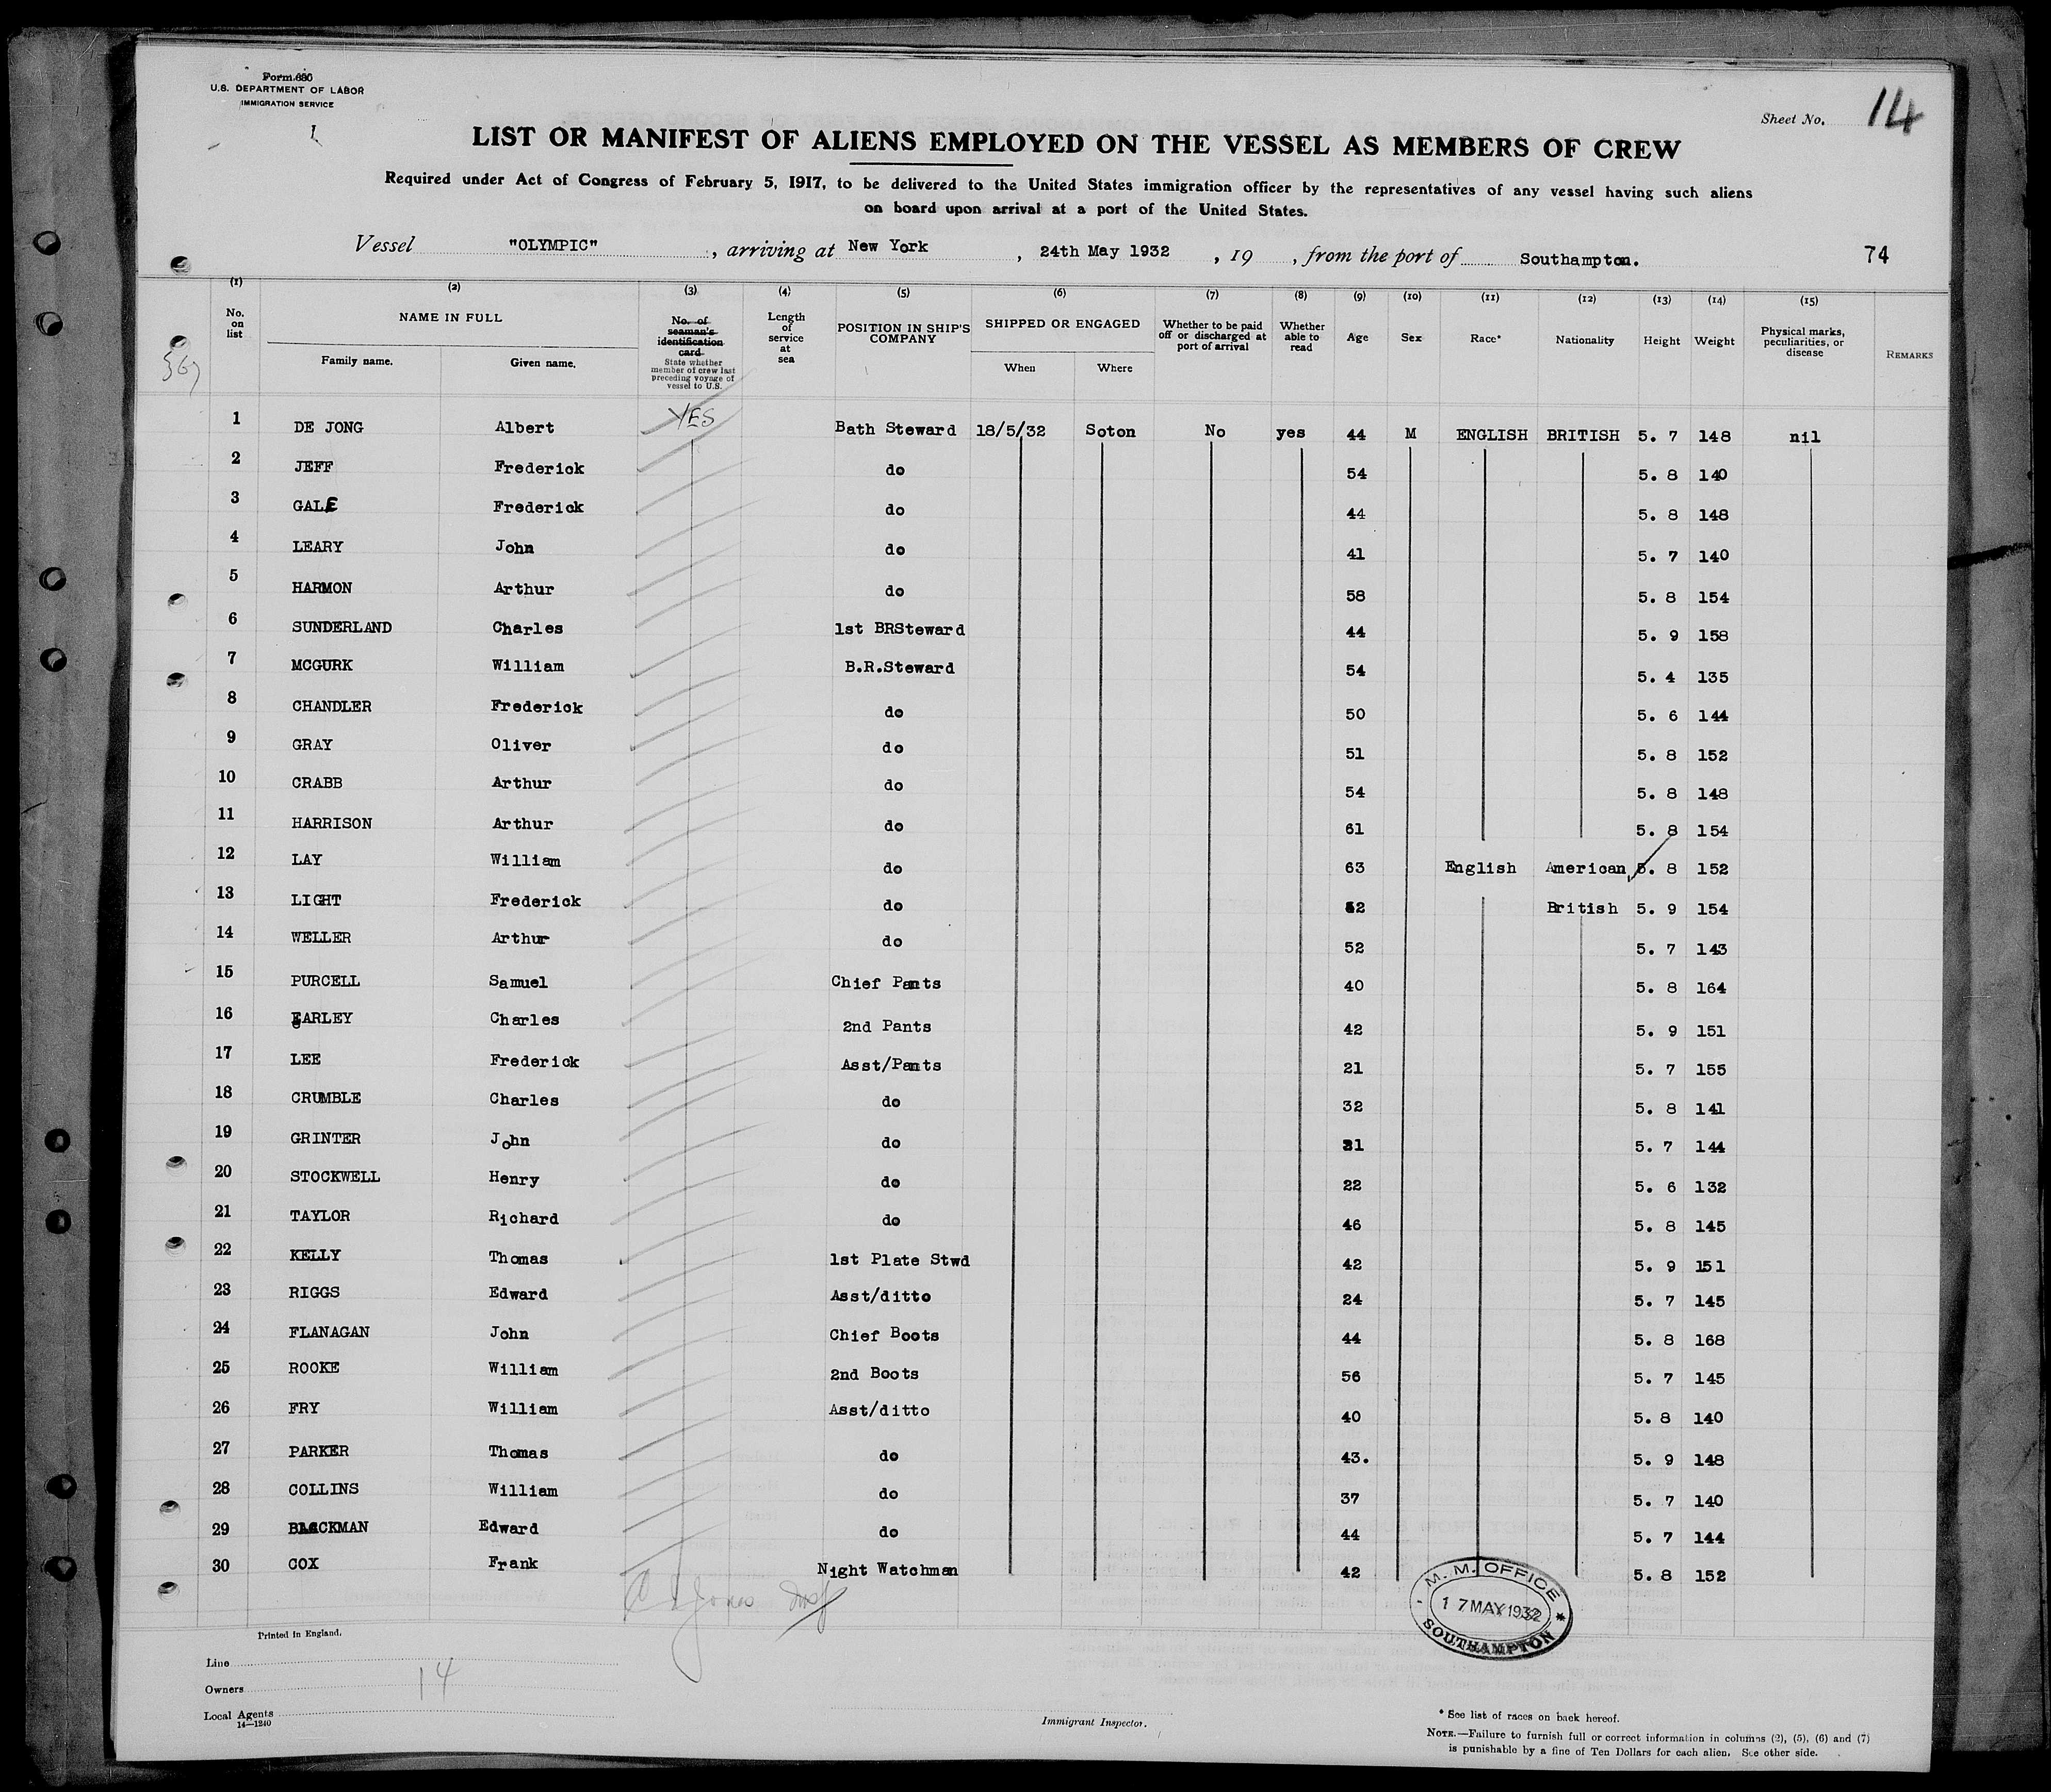 Form 680
U.S. DEPARTMENT OF LABOR
IMMIGRATION SERVICE
Sheet No. 14
LIST OR MANIFEST OF ALIENS EMPLOYED ON THE VESSEL AS MEMBERS OF CREW
Required under Act of Congress of February 5, 1917, to be delivered to the United States immigration officer by the representatives of any vessel having such aliens
on board upon arrival at a port of the United States.
Vessel "OLYMPIC", arriving at New York, 24th May 1932, 19 , from the port of Southampton. 74
(1) (2) (3) (4) (5) (6) (7) (8) (9) (10) (11) (12) (13) (14) (15)
No. on list
NAME IN FULL
Family name. Given name.
No. of seaman's identification card
State whether member of crew last preceding voyage of vessel to U.S.
Length of service at sea
POSITION IN SHIP'S COMPANY
SHIPPED OR ENGAGED
When Where
Whether to be paid off or discharged at port of arrival
Whether able to read
Age
Sex
Race*
Nationality
Height
Weight
Physical marks, peculiarities, or disease
REMARKS
567
1 DE JONG Albert YES Bath Steward 18/5/32 Soton No yes 44 M ENGLISH BRITISH 5. 7 148 nil
2 JEFF Frederick do 54 5. 8 140
3 GALE Frederick do 44 5. 8 148
4 LEARY John do 41 5. 7 140
5 HARMON Arthur do 58 5. 8 154
6 SUNDERLAND Charles 1st BRSteward 44 5. 9 158
7 MCGURK William B.R.Steward 54 5. 4 135
8 CHANDLER Frederick do 50 5. 6 144
9 GRAY Oliver do 51 5. 8 152
10 CRABB Arthur do 54 5. 8 148
11 HARRISON Arthur do 61 5. 8 154
12 LAY William do 63 English American 5. 8 152
13 LIGHT Frederick do 52 British 5. 9 154
14 WELLER Arthur do 52 5. 7 143
15 PURCELL Samuel Chief Pants 40 5. 8 164
16 EARLEY Charles 2nd Pants 42 5. 9 151
17 LEE Frederick Asst/Pants 21 5. 7 155
18 CRUMBLE Charles do 32 5. 8 141
19 GRINTER John do 21 5. 7 144
20 STOCKWELL Henry do 22 5. 6 132
21 TAYLOR Richard do 46 5. 8 145
22 KELLY Thomas 1st Plate Stwd 42 5. 9 151
23 RIGGS Edward Asst/ditto 24 5. 7 145
24 FLANAGAN John Chief Boots 44 5. 8 168
25 ROOKE William 2nd Boots 56 5. 7 145
26 FRY William Asst/ditto 40 5. 8 140
27 PARKER Thomas do 43. 5. 9 148
28 COLLINS William do 37 5. 7 140
29 BLACKMAN Edward do 44 5. 7 144
30 COX Frank Night Watchman 42 5. 8 152
M. M. OFFICE
17 MAY 1932
SOUTHAMPTON
Printed in England.
Line
Owners 14
Local Agents
14—1240
Immigrant Inspector.
* See list of races on back hereof.
NOTE.—Failure to furnish full or correct information in columns (2), (5), (6) and (7)
is punishable by a fine of Ten Dollars for each alien. See other side.